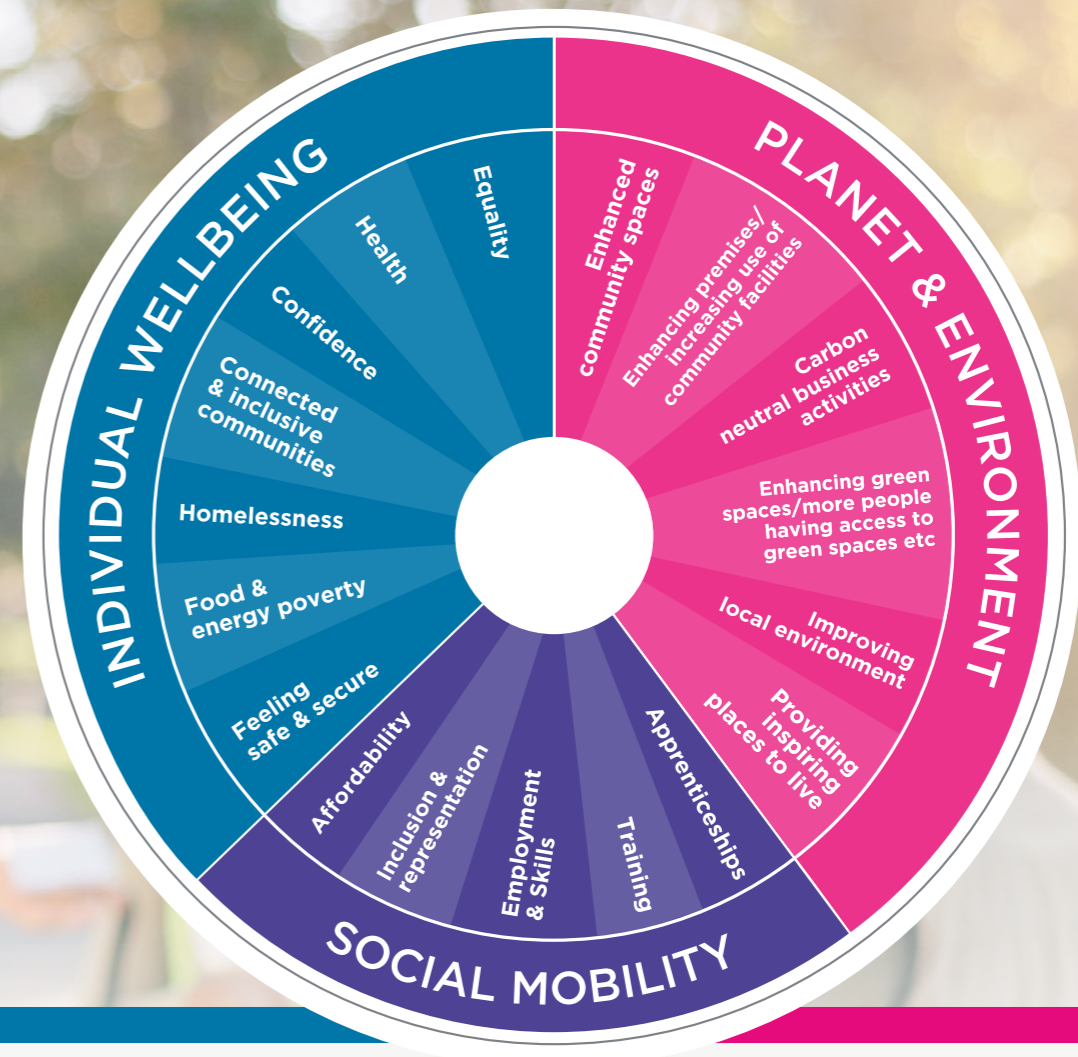 INDIVIDUAL WELLBEING
Equality
Health
Confidence
Connected
& inclusive
communities
Homelessness
Food &
energy poverty
Feeling
safe & secure
PLANET & ENVIRONMENT
Enhanced
community spaces
Enhancing premises/
increasing use of
community facilities
Carbon
neutral business
activities
Enhancing green
spaces/more people
having access to
green spaces etc
Improving
local environment
Providing
inspiring
places to live
SOCIAL MOBILITY
Affordability
Inclusion &
representation
Employment
& Skills
Training
Apprenticeships